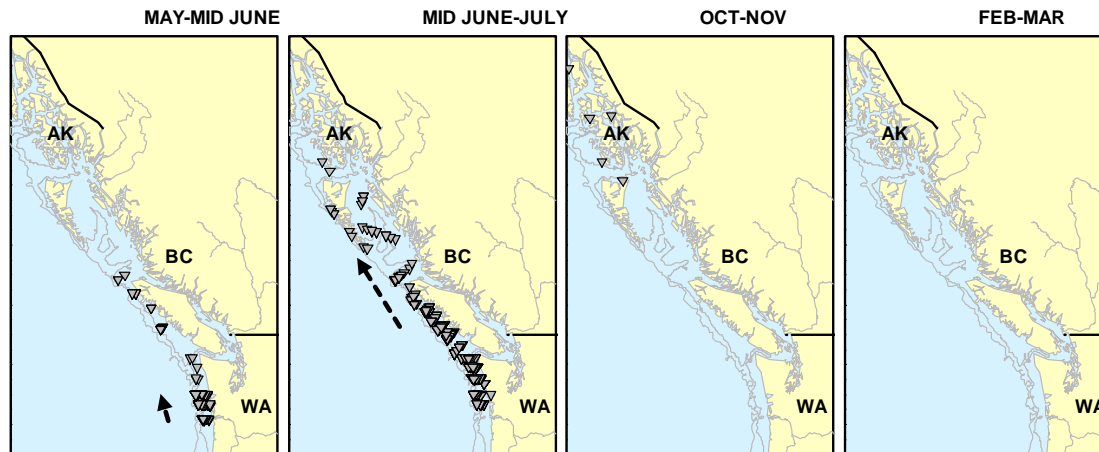 MAY-MID JUNE
MID JUNE-JULY
OCT-NOV
FEB-MAR
AK
BC
WA
AK
BC
WA
AK
BC
WA
AK
BC
WA